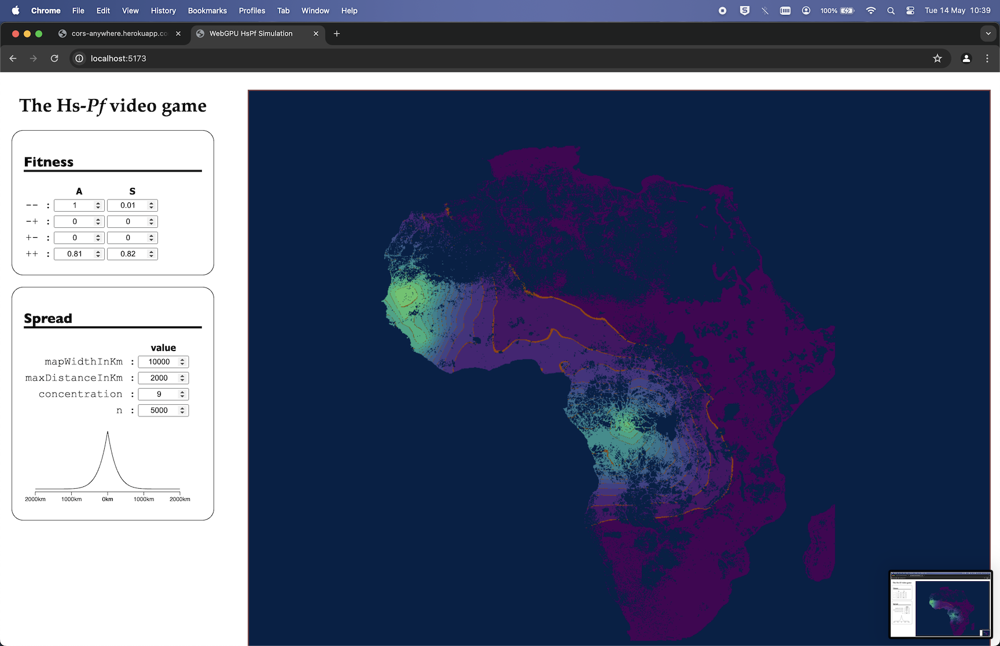 Chrome File Edit View History Bookmarks Profiles Tab Window Help 100% Tue 14 May 10:39
cors-anywhere.herokuapp.co WebGPU HsPf Simulation
localhost:5173
The Hs-Pf video game
Fitness
A S
-- : 1 0.01
-+ : 0 0
+- : 0 0
++ : 0.81 0.82
Spread
value
mapWidthInKm : 10000
maxDistanceInKm : 2000
concentration : 9
n : 5000
2000km 1000km 0km 1000km 2000km